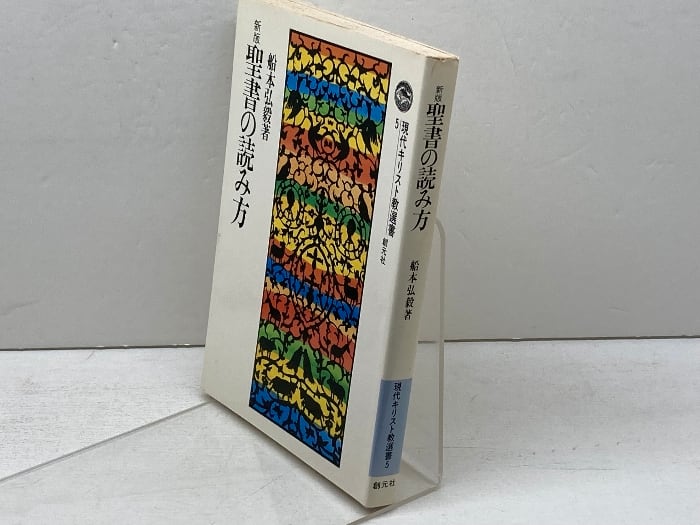 新版
聖書の読み方
船本弘毅著
現代キリスト教選書
5
創元社
新版
聖書の読み方
船本弘毅著
現代キリスト教選書5
創元社